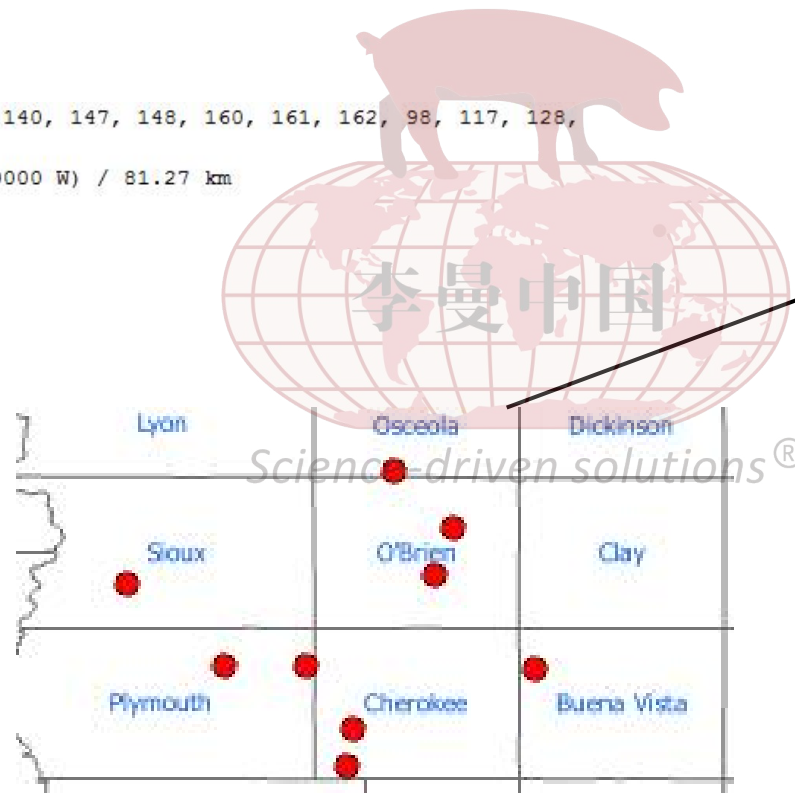 140, 147, 148, 160, 161, 162, 98, 117, 128,
0000 W) / 81.27 km
李曼中国
Lyon Osceola Dickinson
Science-driven solutions®
Sioux O'Brien Clay
Plymouth Cherokee Buena Vista